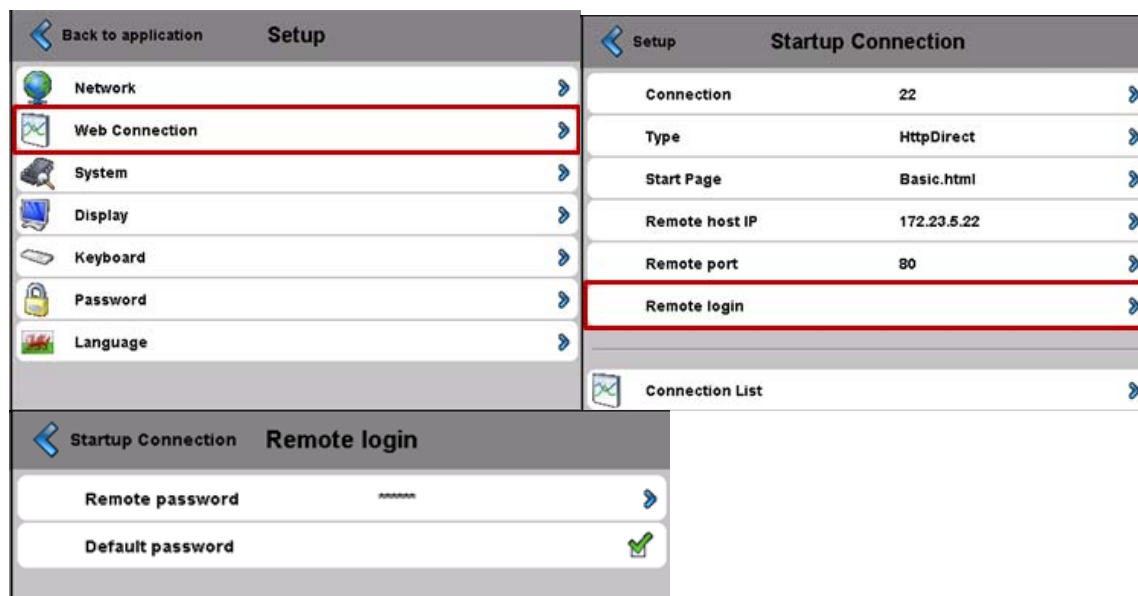 Back to application Setup
Network
Web Connection
System
Display
Keyboard
Password
Language
Setup Startup Connection
Connection 22
Type HttpDirect
Start Page Basic.html
Remote host IP 172.23.5.22
Remote port 80
Remote login
Connection List
Startup Connection Remote login
Remote password ******
Default password